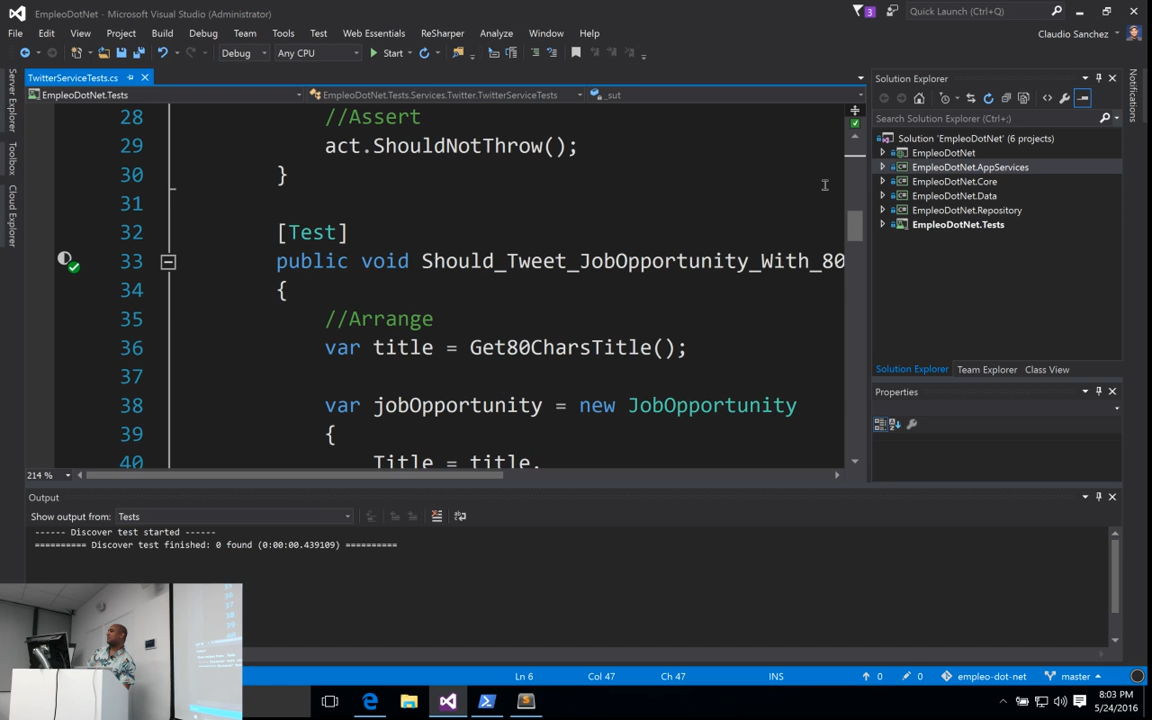 EmpleoDotNet - Microsoft Visual Studio (Administrator)
3
Quick Launch (Ctrl+Q)
File Edit View Project Build Debug Team Tools Test Web Essentials ReSharper Analyze Window Help
Claudio Sanchez
Debug Any CPU Start
Server Explorer
Toolbox
Cloud Explorer
TwitterServiceTests.cs
EmpleoDotNet.Tests EmpleoDotNet.Tests.Services.Twitter.TwitterServiceTests _sut
28 //Assert
29 act.ShouldNotThrow();
30 }
31
32 [Test]
33 public void Should_Tweet_JobOpportunity_With_80
34 {
35 //Arrange
36 var title = Get80CharsTitle();
37
38 var jobOpportunity = new JobOpportunity
39 {
40 Title = title,
214 %
Solution Explorer
Search Solution Explorer (Ctrl+;)
Solution 'EmpleoDotNet' (6 projects)
EmpleoDotNet
EmpleoDotNet.AppServices
EmpleoDotNet.Core
EmpleoDotNet.Data
EmpleoDotNet.Repository
EmpleoDotNet.Tests
Solution Explorer Team Explorer Class View
Properties
Notifications
Output
Show output from: Tests
------ Discover test started ------
========== Discover test finished: 0 found (0:00:00.439109) ==========
Ln 6 Col 47 Ch 47 INS 0 0 empleo-dot-net master
8:03 PM
5/24/2016